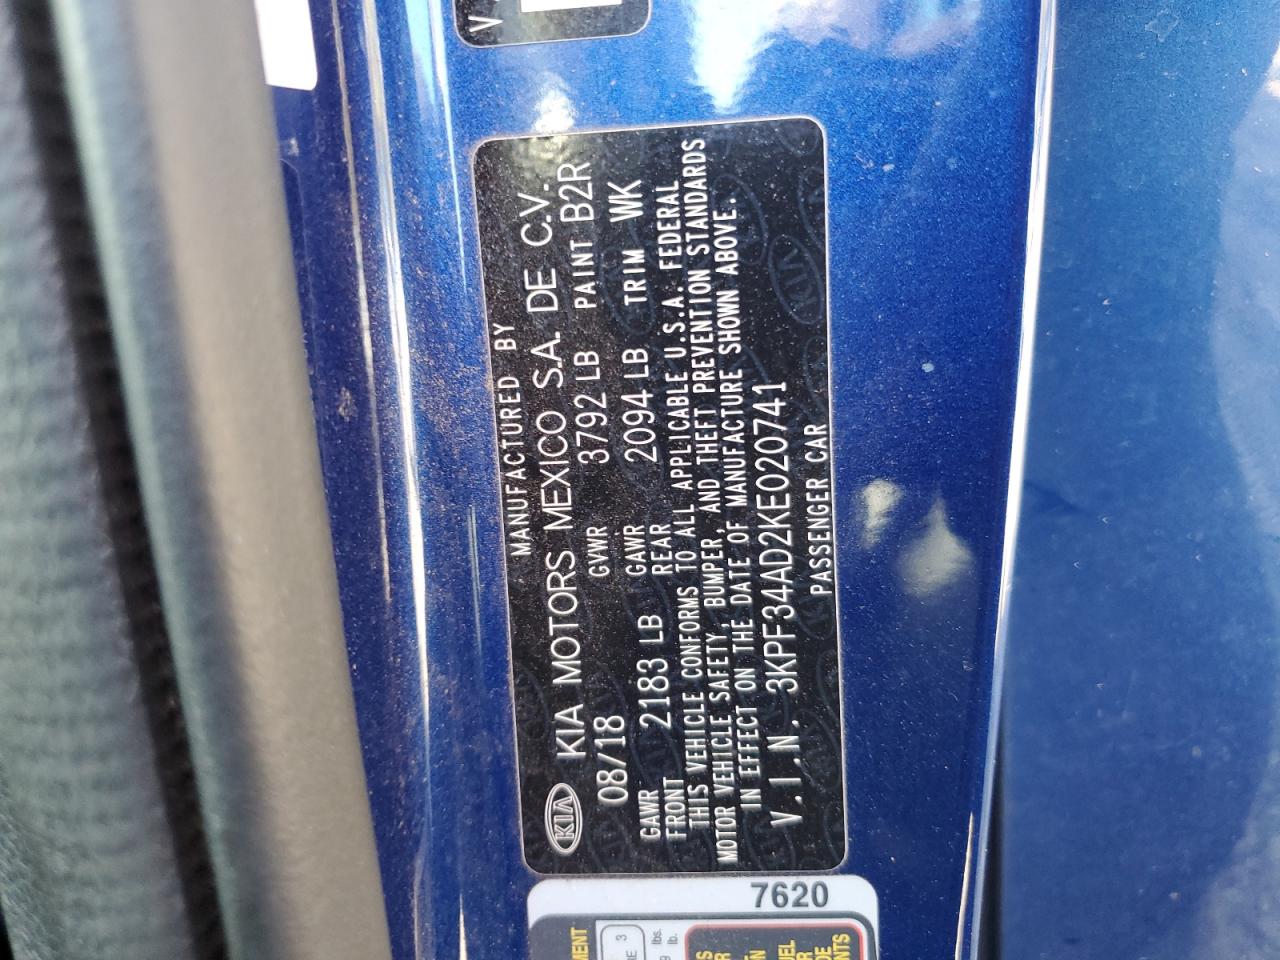 V.
MANUFACTURED BY
KIA KIA MOTORS MEXICO S.A. DE C.V.
08/18 GVWR 3792 LB PAINT B2R
GAWR FRONT 2183 LB GAWR REAR 2094 LB TRIM WK
THIS VEHICLE CONFORMS TO ALL APPLICABLE U.S.A. FEDERAL
MOTOR VEHICLE SAFETY, BUMPER, AND THEFT PREVENTION STANDARDS
IN EFFECT ON THE DATE OF MANUFACTURE SHOWN ABOVE.
V.I.N. 3KPF34AD2KE020741
PASSENGER CAR
7620